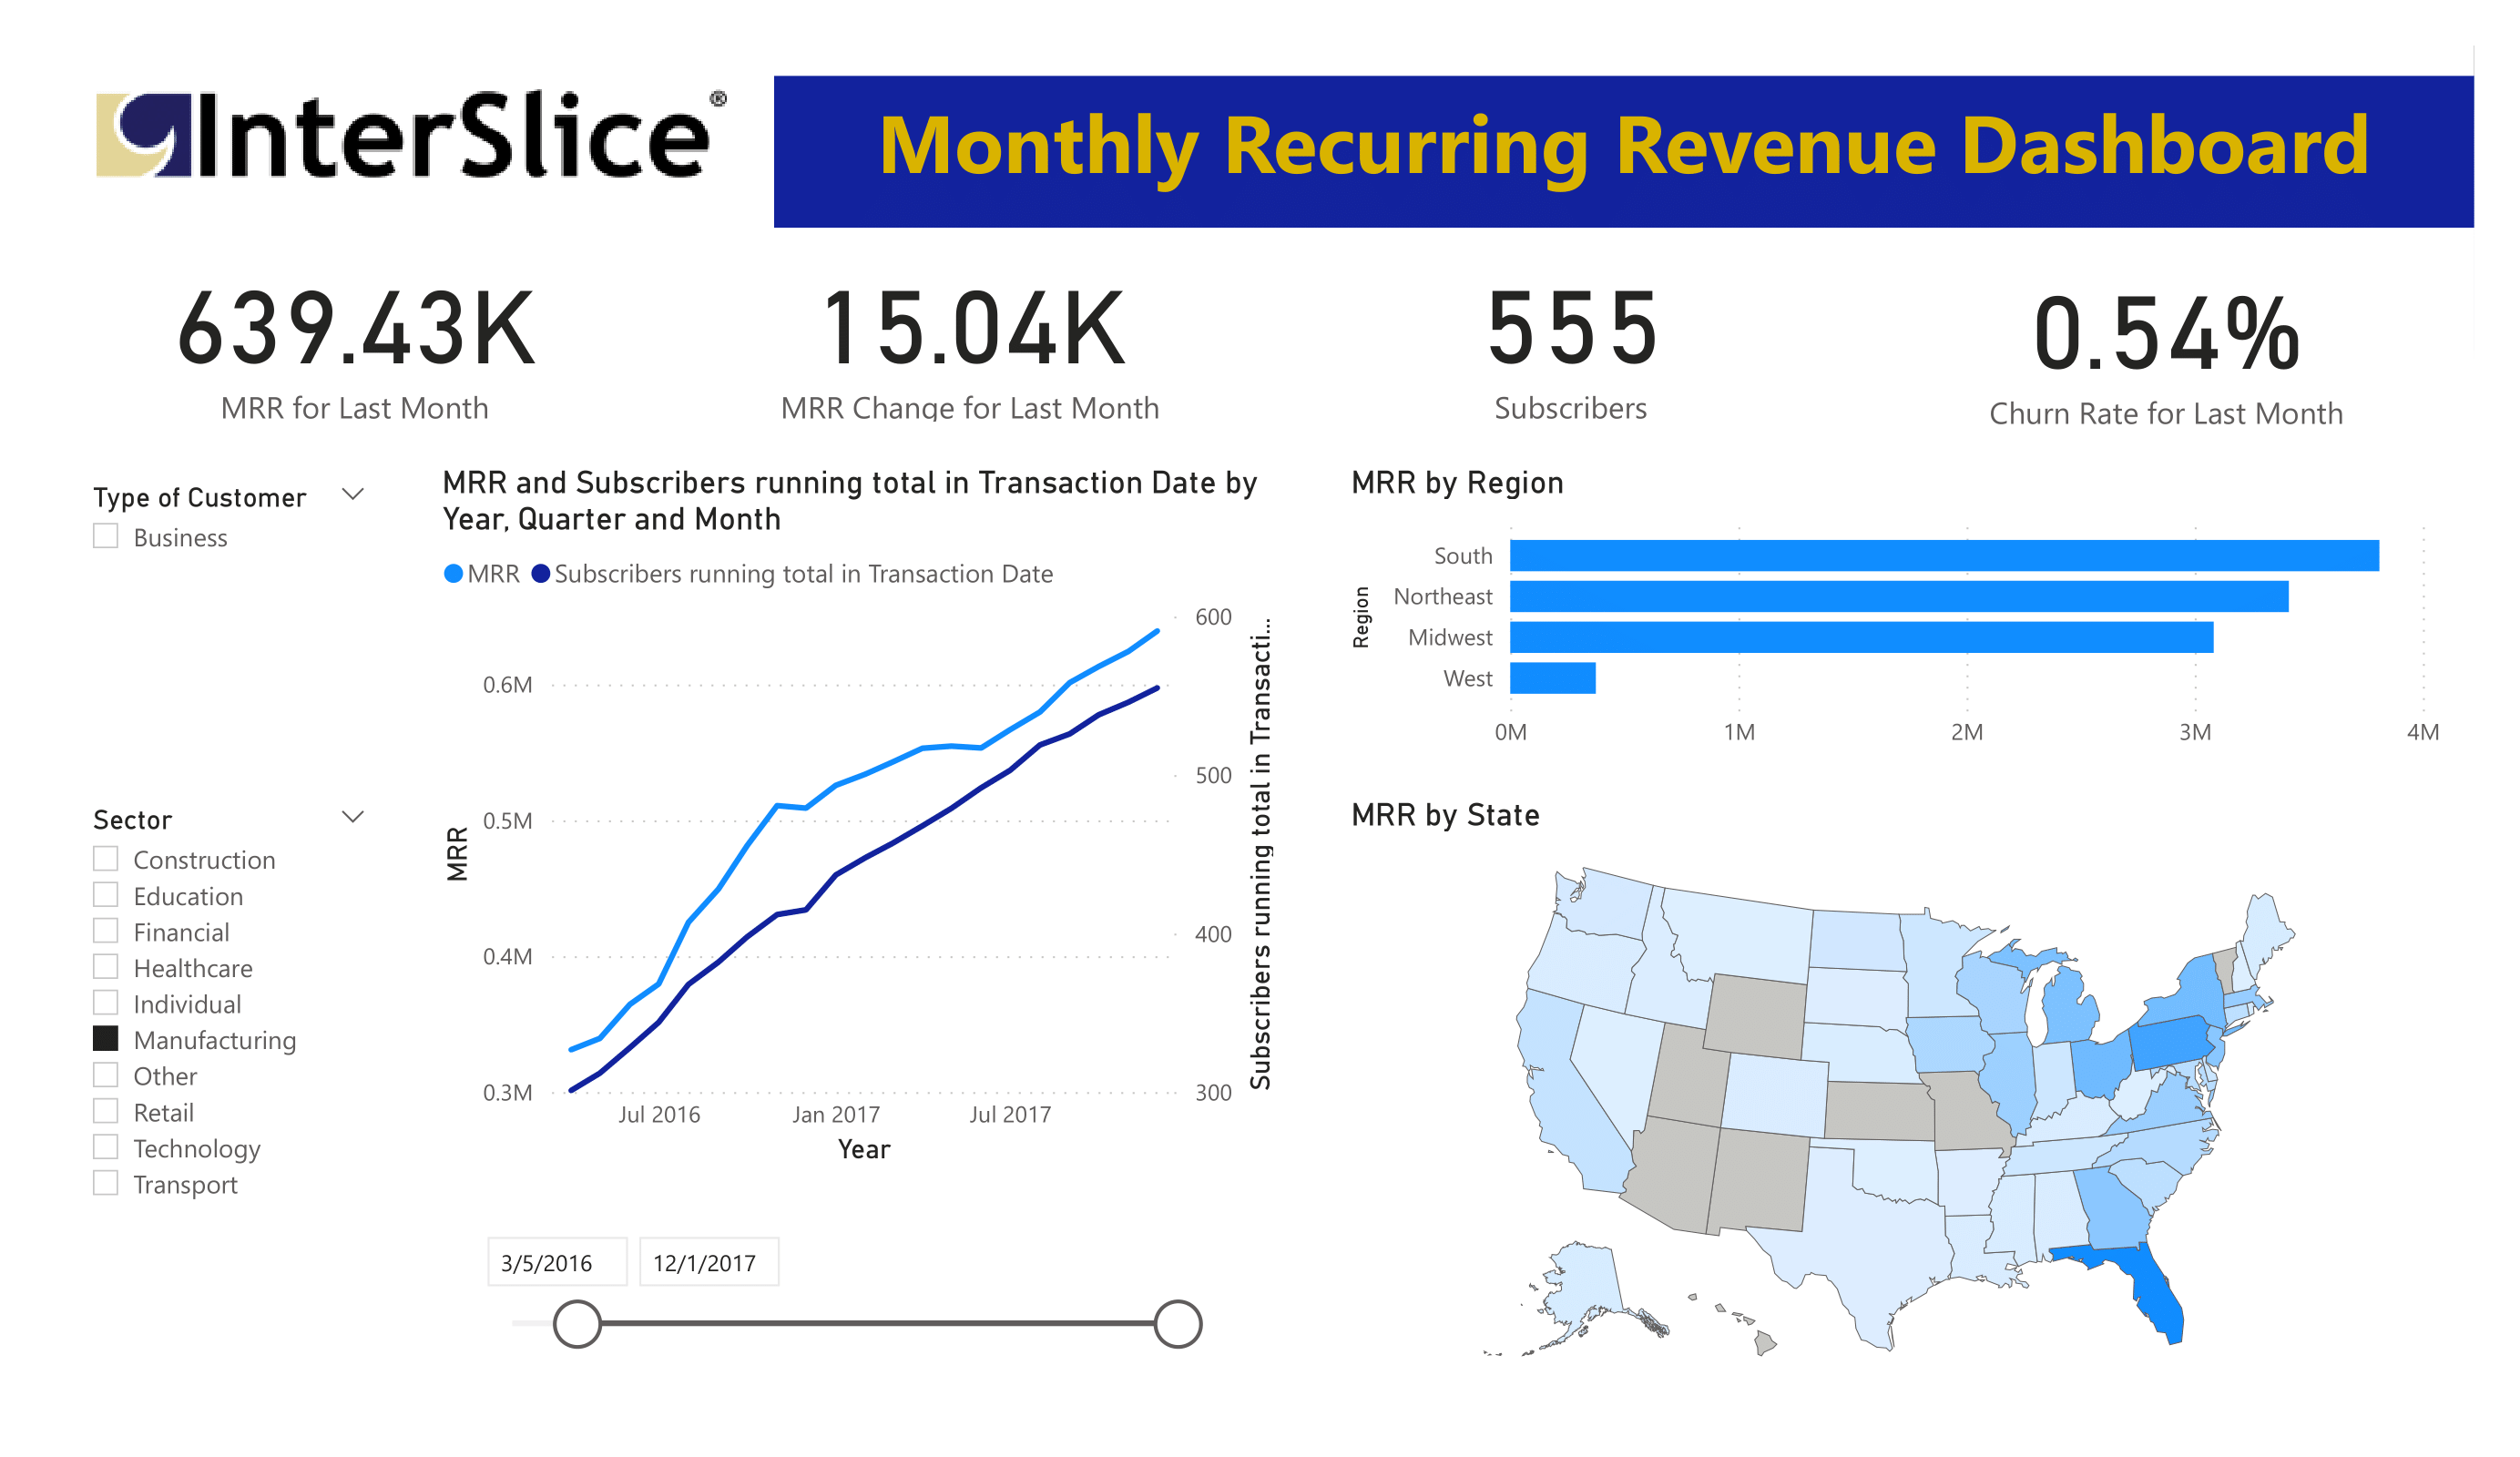 InterSlice®
Monthly Recurring Revenue Dashboard
639.43K
MRR for Last Month
15.04K
MRR Change for Last Month
555
Subscribers
0.54%
Churn Rate for Last Month
Type of Customer
Business
Sector
Construction
Education
Financial
Healthcare
Individual
Manufacturing
Other
Retail
Technology
Transport
MRR and Subscribers running total in Transaction Date by
Year, Quarter and Month
MRR
Subscribers running total in Transaction Date
MRR
0.6M
0.5M
0.4M
0.3M
600
500
400
300
Subscribers running total in Transacti...
Jul 2016
Jan 2017
Jul 2017
Year
3/5/2016
12/1/2017
MRR by Region
Region
South
Northeast
Midwest
West
0M
1M
2M
3M
4M
MRR by State